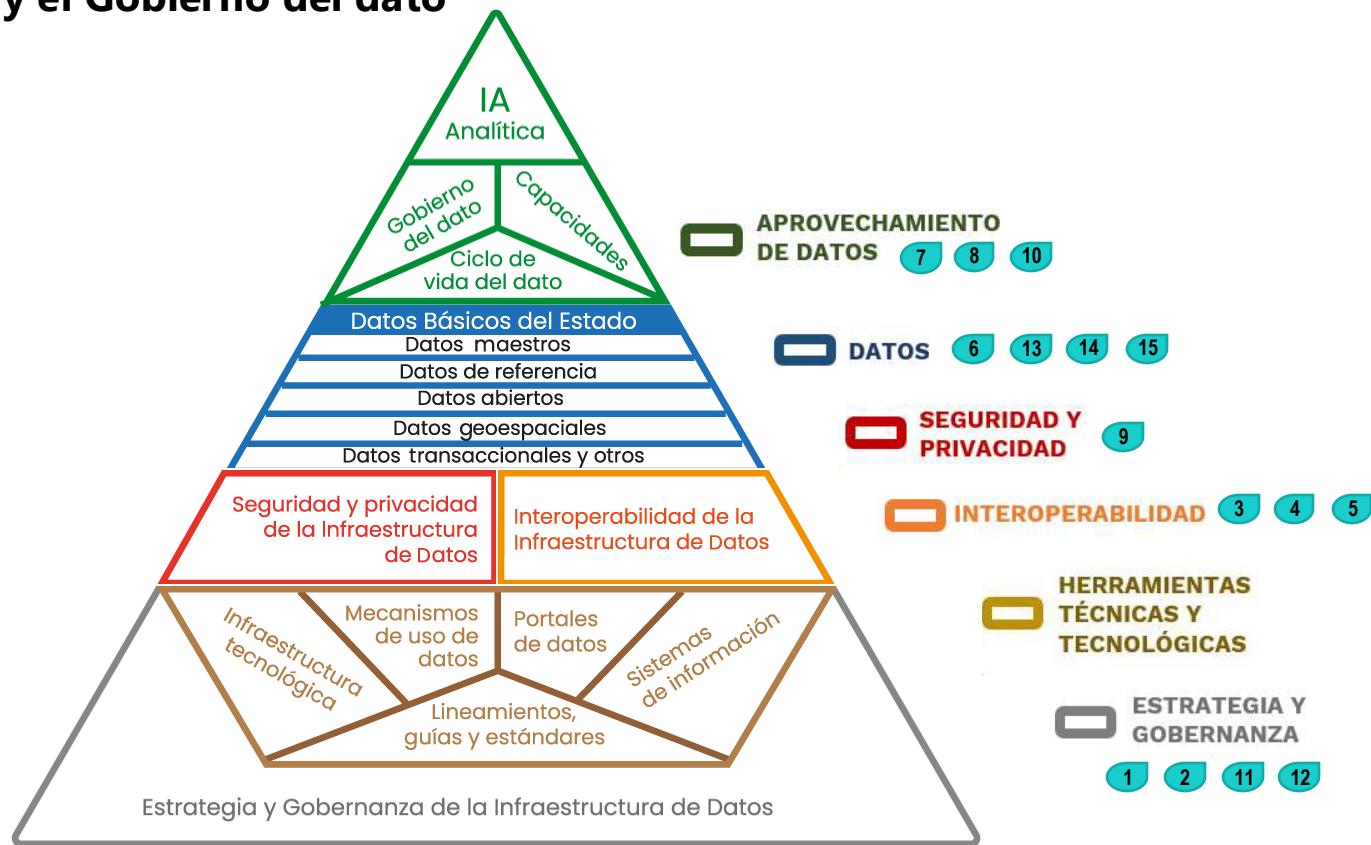 y el Gobierno del dato
IA
Analítica
Gobierno
del dato
Capacidades
Ciclo de
vida del dato
Datos Básicos del Estado
Datos maestros
Datos de referencia
Datos abiertos
Datos geoespaciales
Datos transaccionales y otros
Seguridad y privacidad
de la Infraestructura
de Datos
Interoperabilidad de la
Infraestructura de Datos
Infraestructura
tecnológica
Mecanismos
de uso de
datos
Portales
de datos
Sistemas
de información
Lineamientos,
guías y estándares
Estrategia y Gobernanza de la Infraestructura de Datos
APROVECHAMIENTO
DE DATOS 7 8 10
DATOS 6 13 14 15
SEGURIDAD Y
PRIVACIDAD 9
INTEROPERABILIDAD 3 4 5
HERRAMIENTAS
TÉCNICAS Y
TECNOLÓGICAS
ESTRATEGIA Y
GOBERNANZA
1 2 11 12